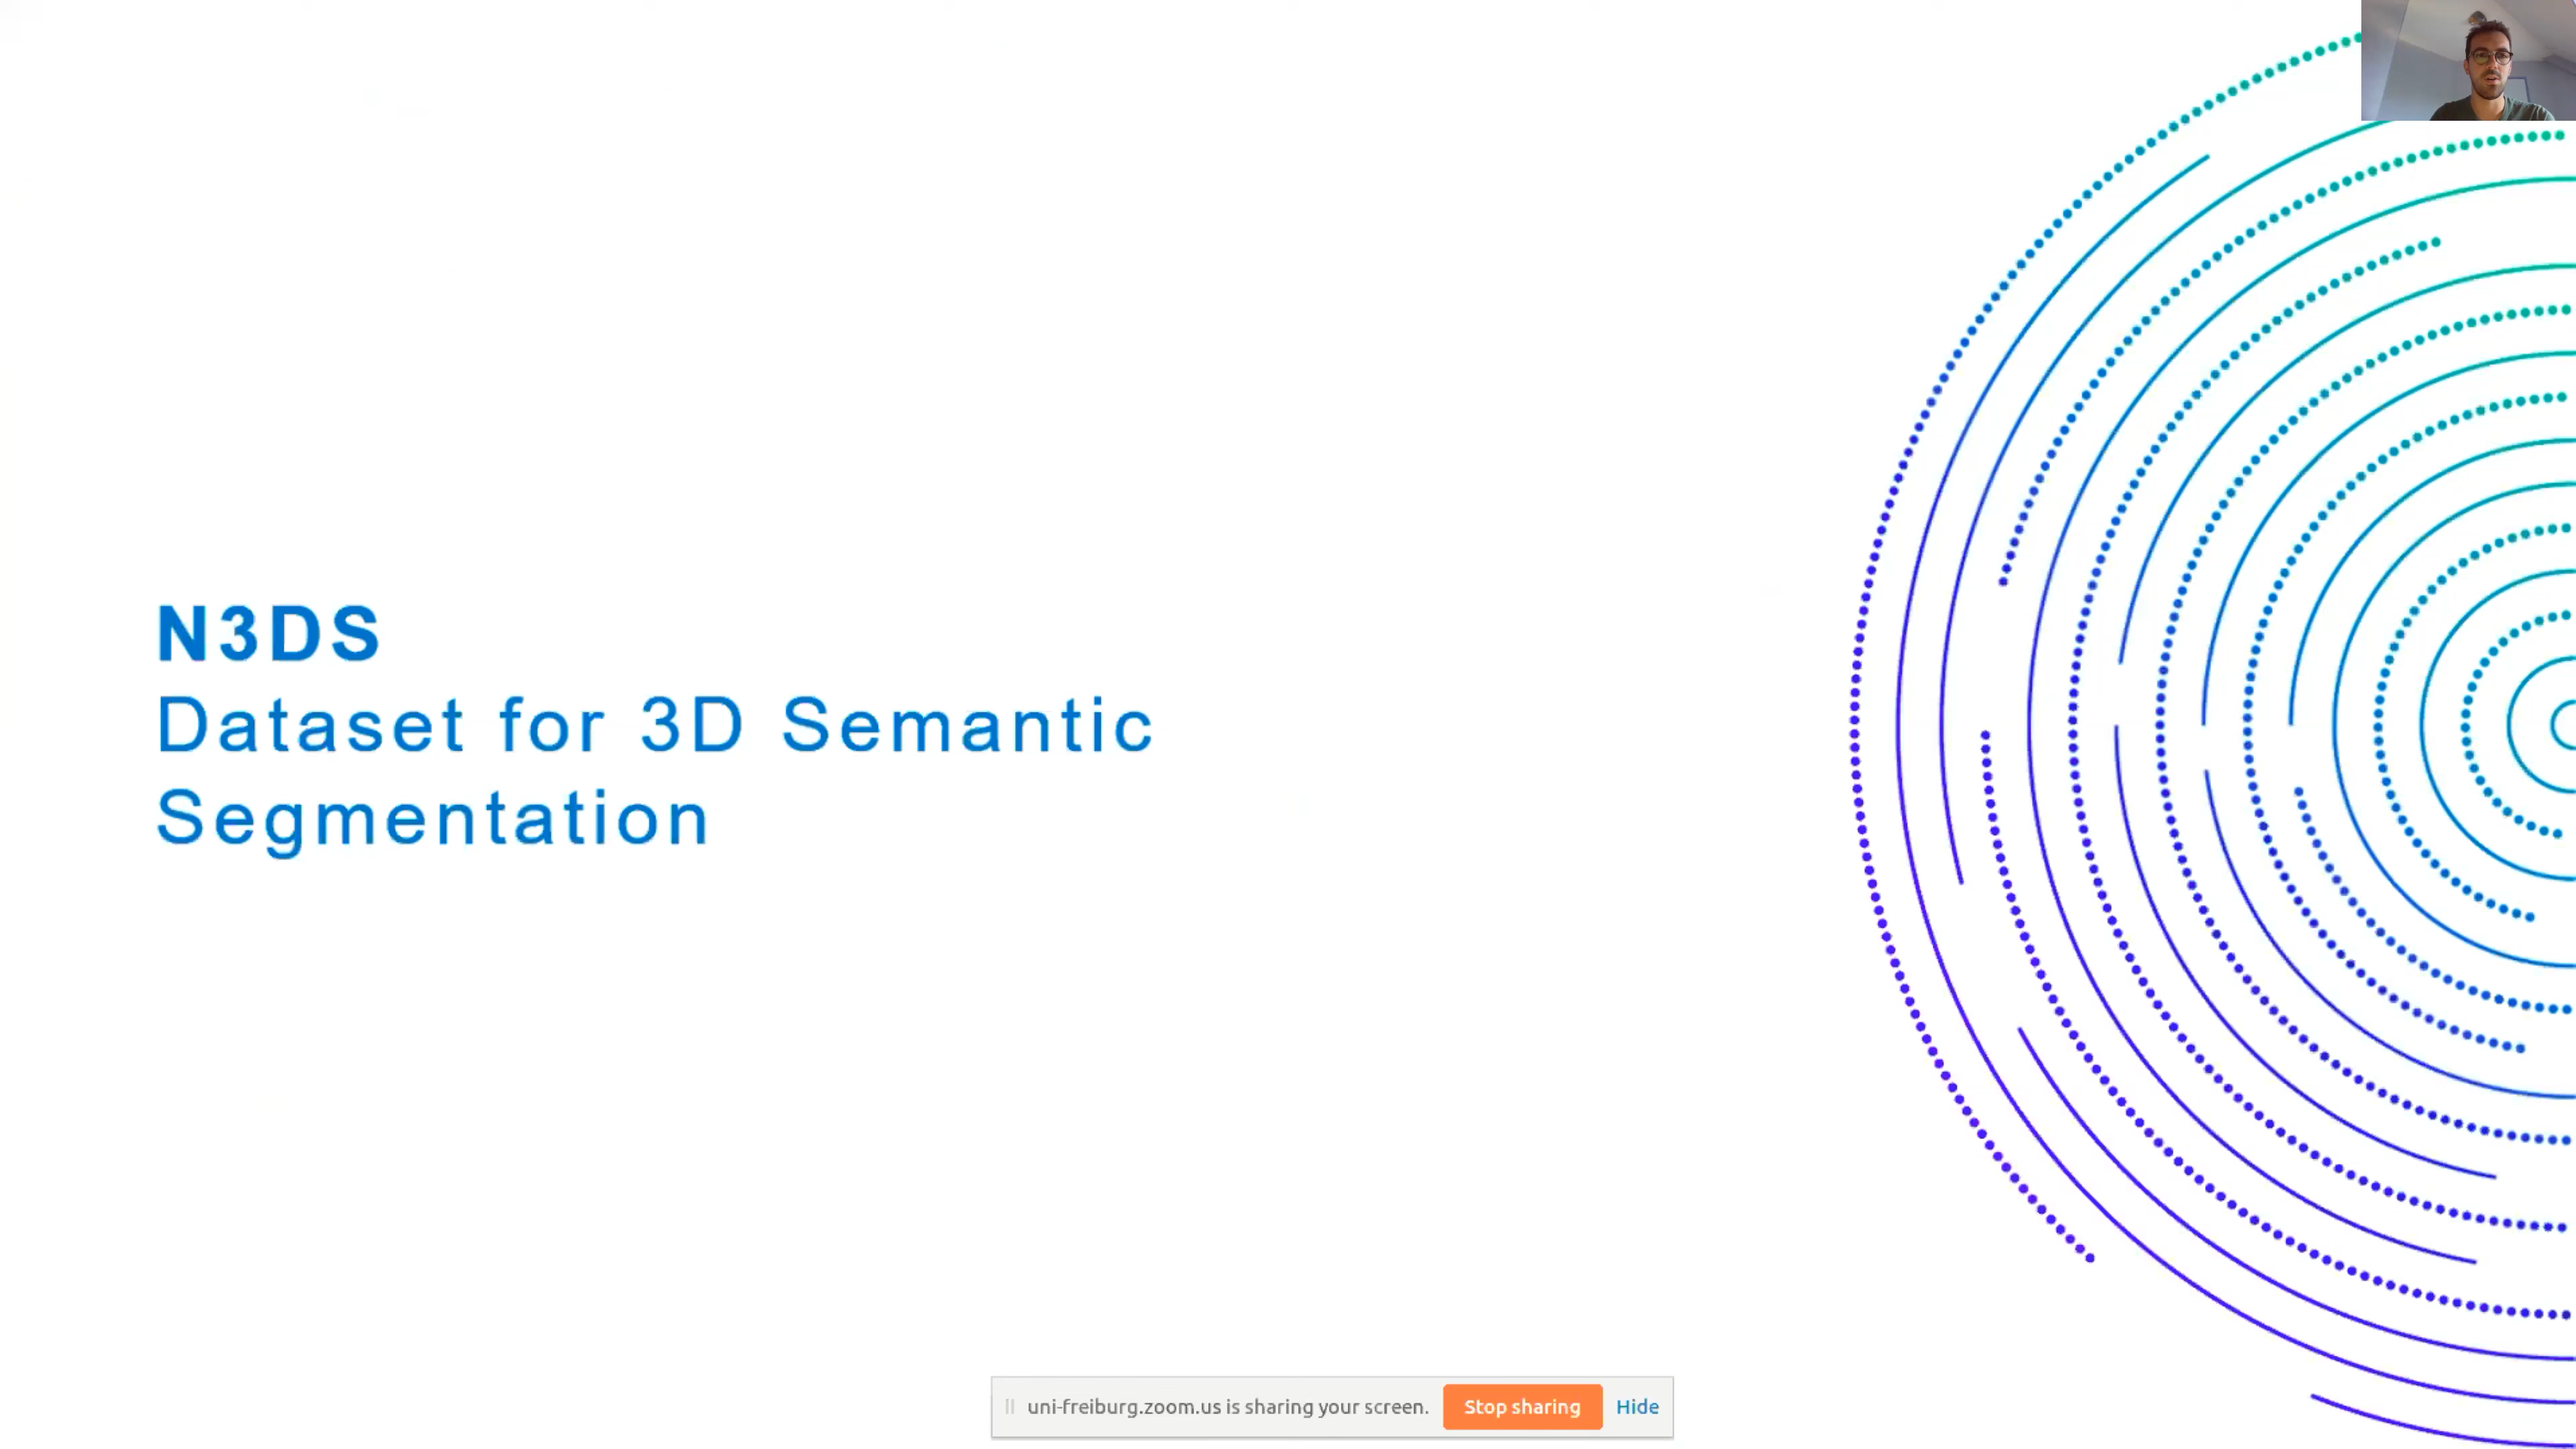 N3DS
Dataset for 3D Semantic
Segmentation
uni-freiburg.zoom.us is sharing your screen. Stop sharing Hide